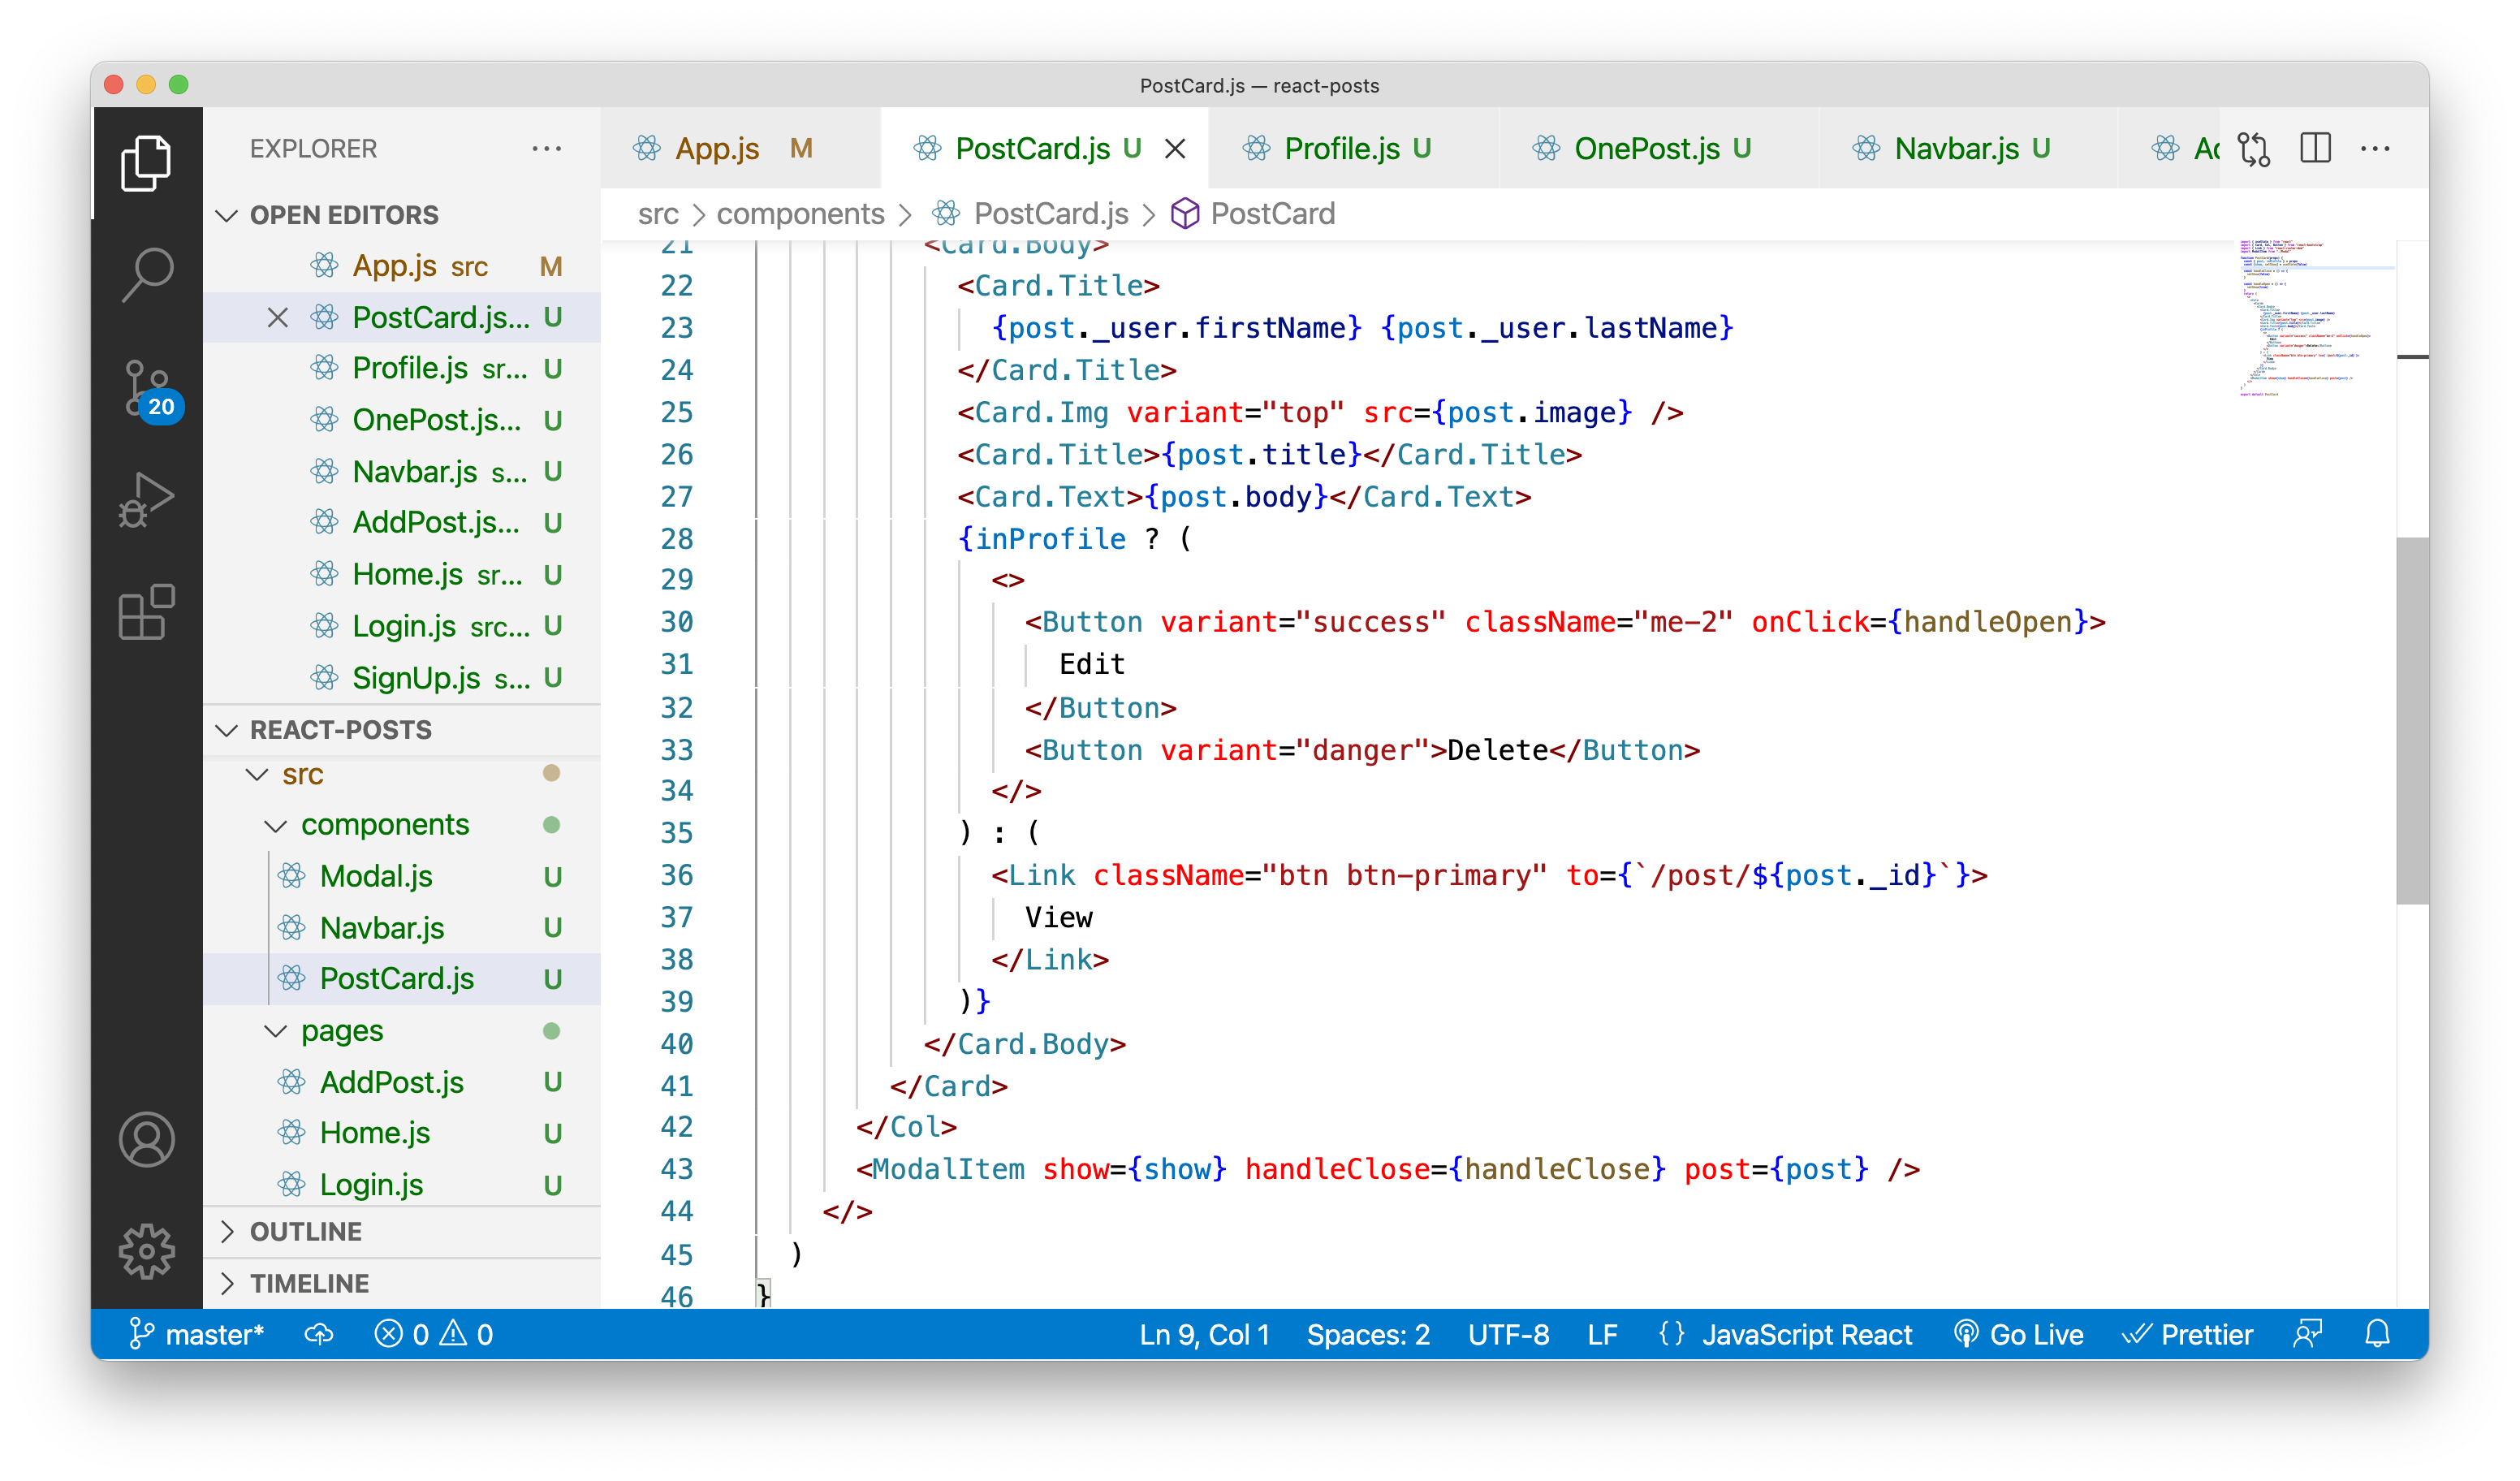 PostCard.js — react-posts
EXPLORER
OPEN EDITORS
App.js src M
PostCard.js... U
Profile.js sr... U
OnePost.js... U
Navbar.js s... U
AddPost.js... U
Home.js sr... U
Login.js src... U
SignUp.js s... U
REACT-POSTS
src
components
Modal.js U
Navbar.js U
PostCard.js U
pages
AddPost.js U
Home.js U
Login.js U
OUTLINE
TIMELINE
20
App.js M
PostCard.js U
Profile.js U
OnePost.js U
Navbar.js U
src > components > PostCard.js > PostCard
21 <Card.Body>
22 <Card.Title>
23 {post._user.firstName} {post._user.lastName}
24 </Card.Title>
25 <Card.Img variant="top" src={post.image} />
26 <Card.Title>{post.title}</Card.Title>
27 <Card.Text>{post.body}</Card.Text>
28 {inProfile ? (
29 <>
30 <Button variant="success" className="me-2" onClick={handleOpen}>
31 Edit
32 </Button>
33 <Button variant="danger">Delete</Button>
34 </>
35 ) : (
36 <Link className="btn btn-primary" to={`/post/${post._id}`}>
37 View
38 </Link>
39 )}
40 </Card.Body>
41 </Card>
42 </Col>
43 <ModalItem show={show} handleClose={handleClose} post={post} />
44 </>
45 )
46 }
master* 0 0 Ln 9, Col 1 Spaces: 2 UTF-8 LF {} JavaScript React Go Live Prettier